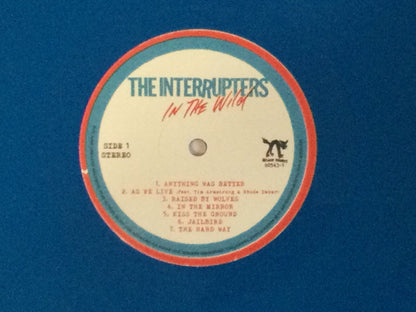 THE INTERRUPTERS
IN THE Wild
SIDE 1
STEREO
1. ANYTHING WAS BETTER
2. AS WE LIVE (feat. Tim Armstrong & Rhoda Dakar)
3. RAISED BY WOLVES
4. IN THE MIRROR
5. KISS THE GROUND
6. JAILBIRD
7. THE HARD WAY